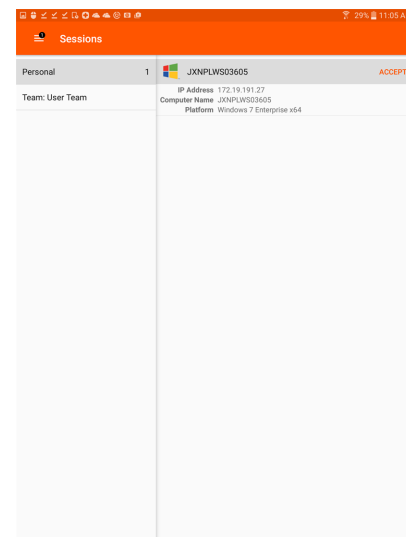 29% 11:05 A
1
Sessions
Personal 1
JXNPLWS03605 ACCEPT
Team: User Team
IP Address 172.19.191.27
Computer Name JXNPLWS03605
Platform Windows 7 Enterprise x64